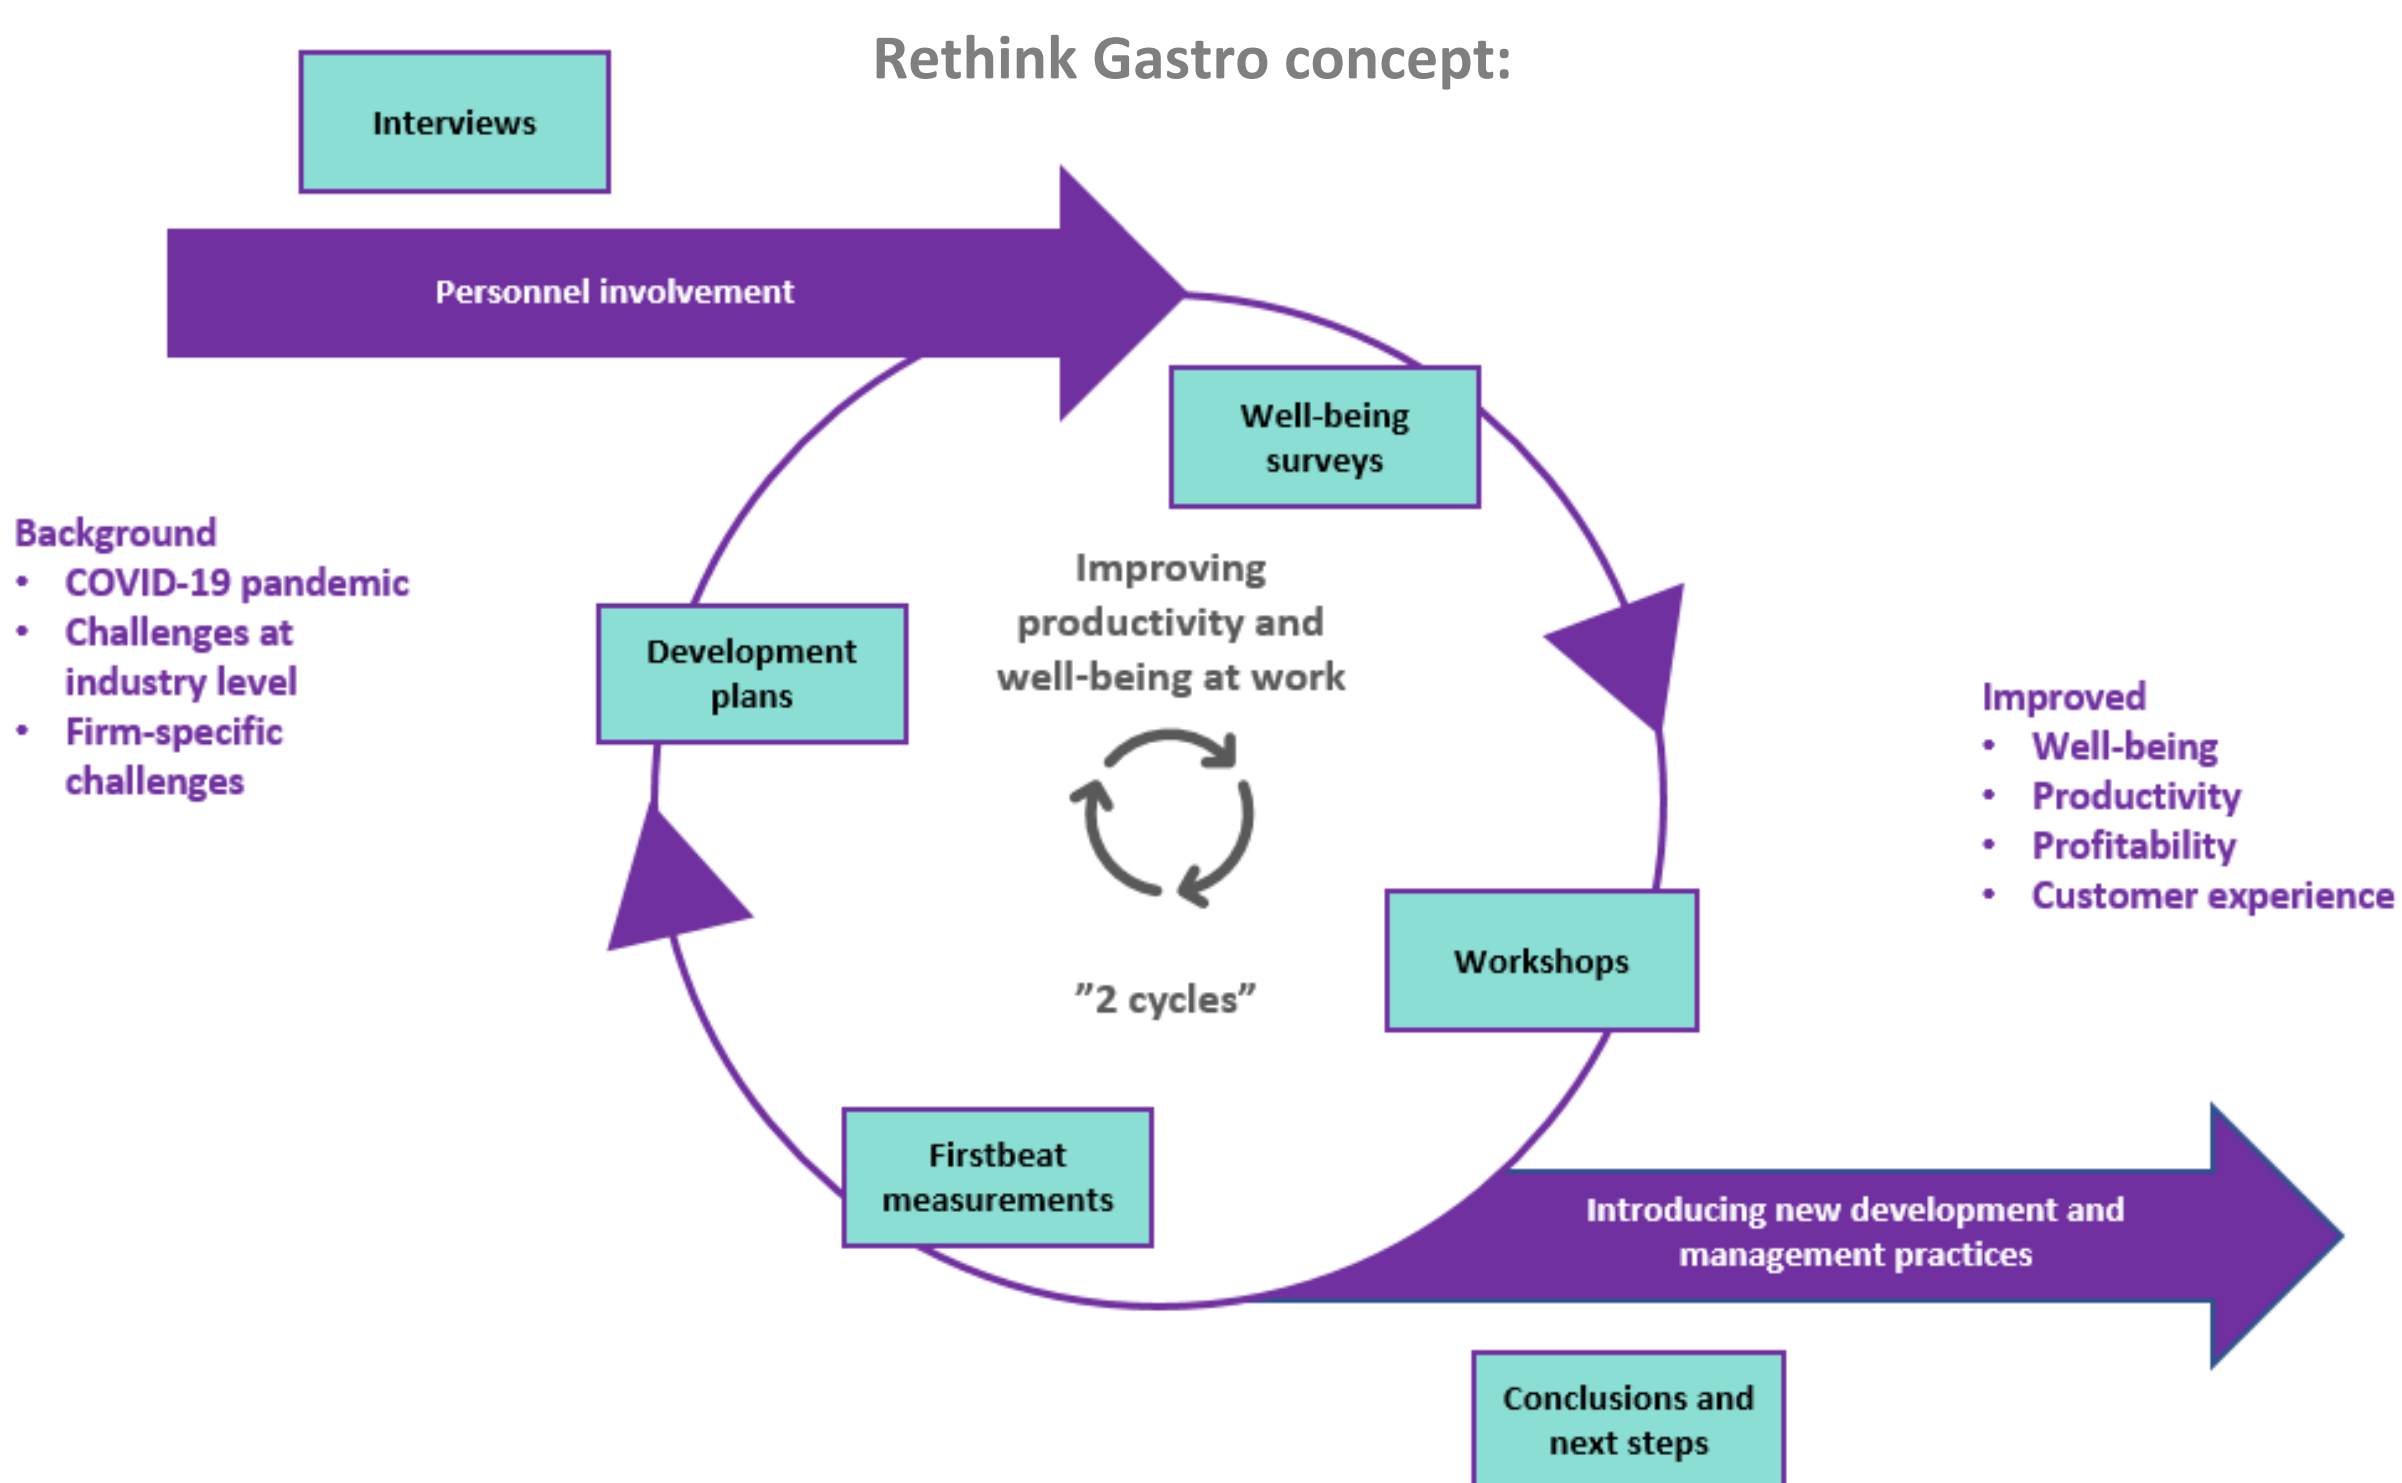 Rethink Gastro concept:
Interviews
Personnel involvement
Well-being
surveys
Background
• COVID-19 pandemic
• Challenges at
industry level
• Firm-specific
challenges
Development
plans
Improving
productivity and
well-being at work
”2 cycles”
Improved
• Well-being
• Productivity
• Profitability
• Customer experience
Workshops
Firstbeat
measurements
Introducing new development and
management practices
Conclusions and
next steps